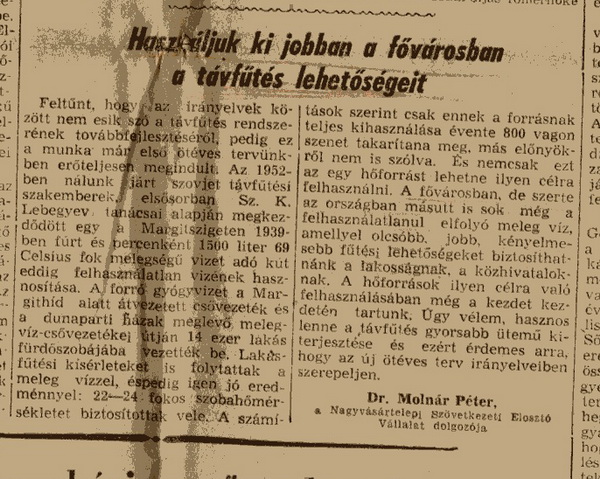 Használjuk ki jobban a fővárosban
a távfűtés lehetőségeit
Feltűnt, hogy az irányelvek kö-
zött nem esik szó a távfűtés rendsze-
rének továbbfejlesztéséről, pedig ez
a munka már első ötéves tervünk-
ben erőteljesen megindult. Az 1952-
ben nálunk járt szovjet távfűtési
szakemberek, elsősorban Sz. K.
Lebegyev tanácsai alapján megkez-
dődött egy a Margitszigeten 1939-
ben fúrt és percenként 1500 liter 69
Celsius fok melegségű vizet adó kút
eddig felhasználatlan vizének hasz-
nosítása. A forró gyógyvizet a Mar-
githíd alatt átvezetett csővezeték és
a dunaparti házak meglevő meleg-
víz-csővezetékei útján 14 ezer lakás
fürdőszobájába vezették be. Lakás-
fűtési kísérleteket is folytattak a
meleg vízzel, éspedig igen jó ered-
ménnyel: 22—24 fokos szobahőmér-
sékletet biztosítottak vele. A számí-
tások szerint csak ennek a forrásnak
teljes kihasználása évente 800 vagon
szenet takarítana meg, más előnyök-
ről nem is szólva. És nemcsak ezt
az egy hőforrást lehetne ilyen célra
felhasználni. A fővárosban, de szerte
az országban másutt is sok még a
felhasználatlanul elfolyó meleg víz,
amellyel olcsóbb, jobb, kényelme-
sebb fűtési lehetőségeket biztosíthat-
nánk a lakosságnak, a közhivatalok-
nak. A hőforrások ilyen célra való
felhasználásában még a kezdet kez-
detén tartunk. Úgy vélem, hasznos
lenne a távfűtés gyorsabb ütemű ki-
terjesztése és ezért érdemes arra,
hogy az új ötéves terv irányelveiben
szerepeljen.
Dr. Molnár Péter,
a Nagyvásártelepi Szövetkezeti Elosztó
Vállalat dolgozója